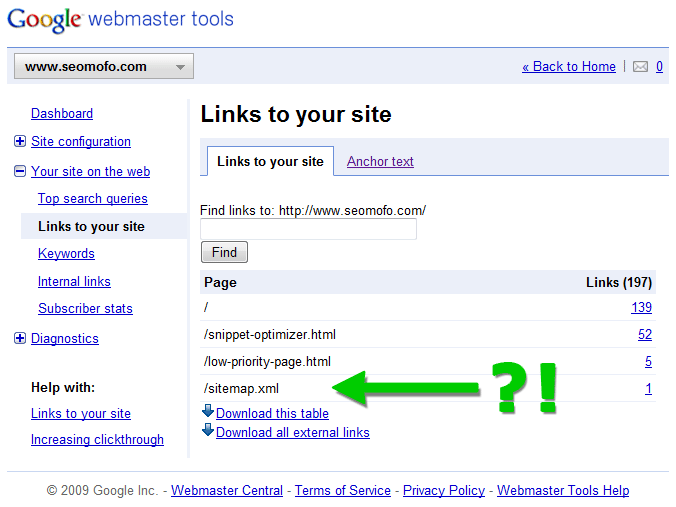 Google webmaster tools
www.seomofo.com
« Back to Home | 0
Dashboard
Site configuration
Your site on the web
Top search queries
Links to your site
Keywords
Internal links
Subscriber stats
Diagnostics
Help with:
Links to your site
Increasing clickthrough
Links to your site
Links to your site
Anchor text
Find links to: http://www.seomofo.com/
Find
Page Links (197)
/ 139
/snippet-optimizer.html 52
/low-priority-page.html 5
/sitemap.xml 1
?!
Download this table
Download all external links
© 2009 Google Inc. - Webmaster Central - Terms of Service - Privacy Policy - Webmaster Tools Help